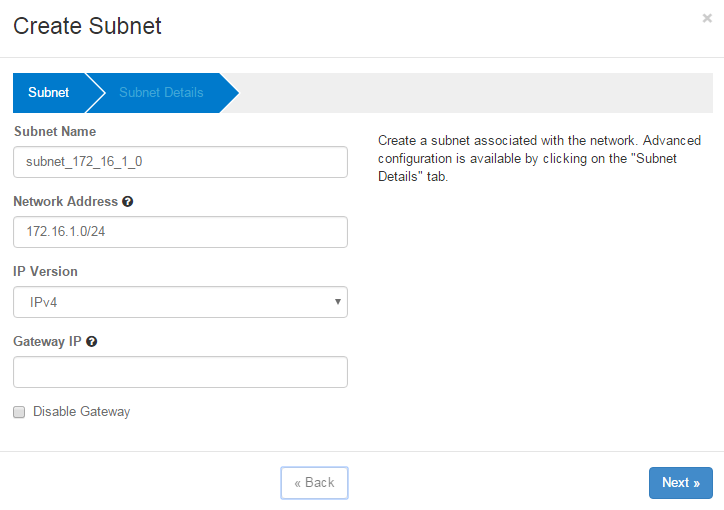 Create Subnet
×
Subnet
Subnet Details
Subnet Name
subnet_172_16_1_0
Network Address ?
172.16.1.0/24
IP Version
IPv4
Gateway IP ?
Disable Gateway
Create a subnet associated with the network. Advanced
configuration is available by clicking on the "Subnet
Details" tab.
« Back
Next »